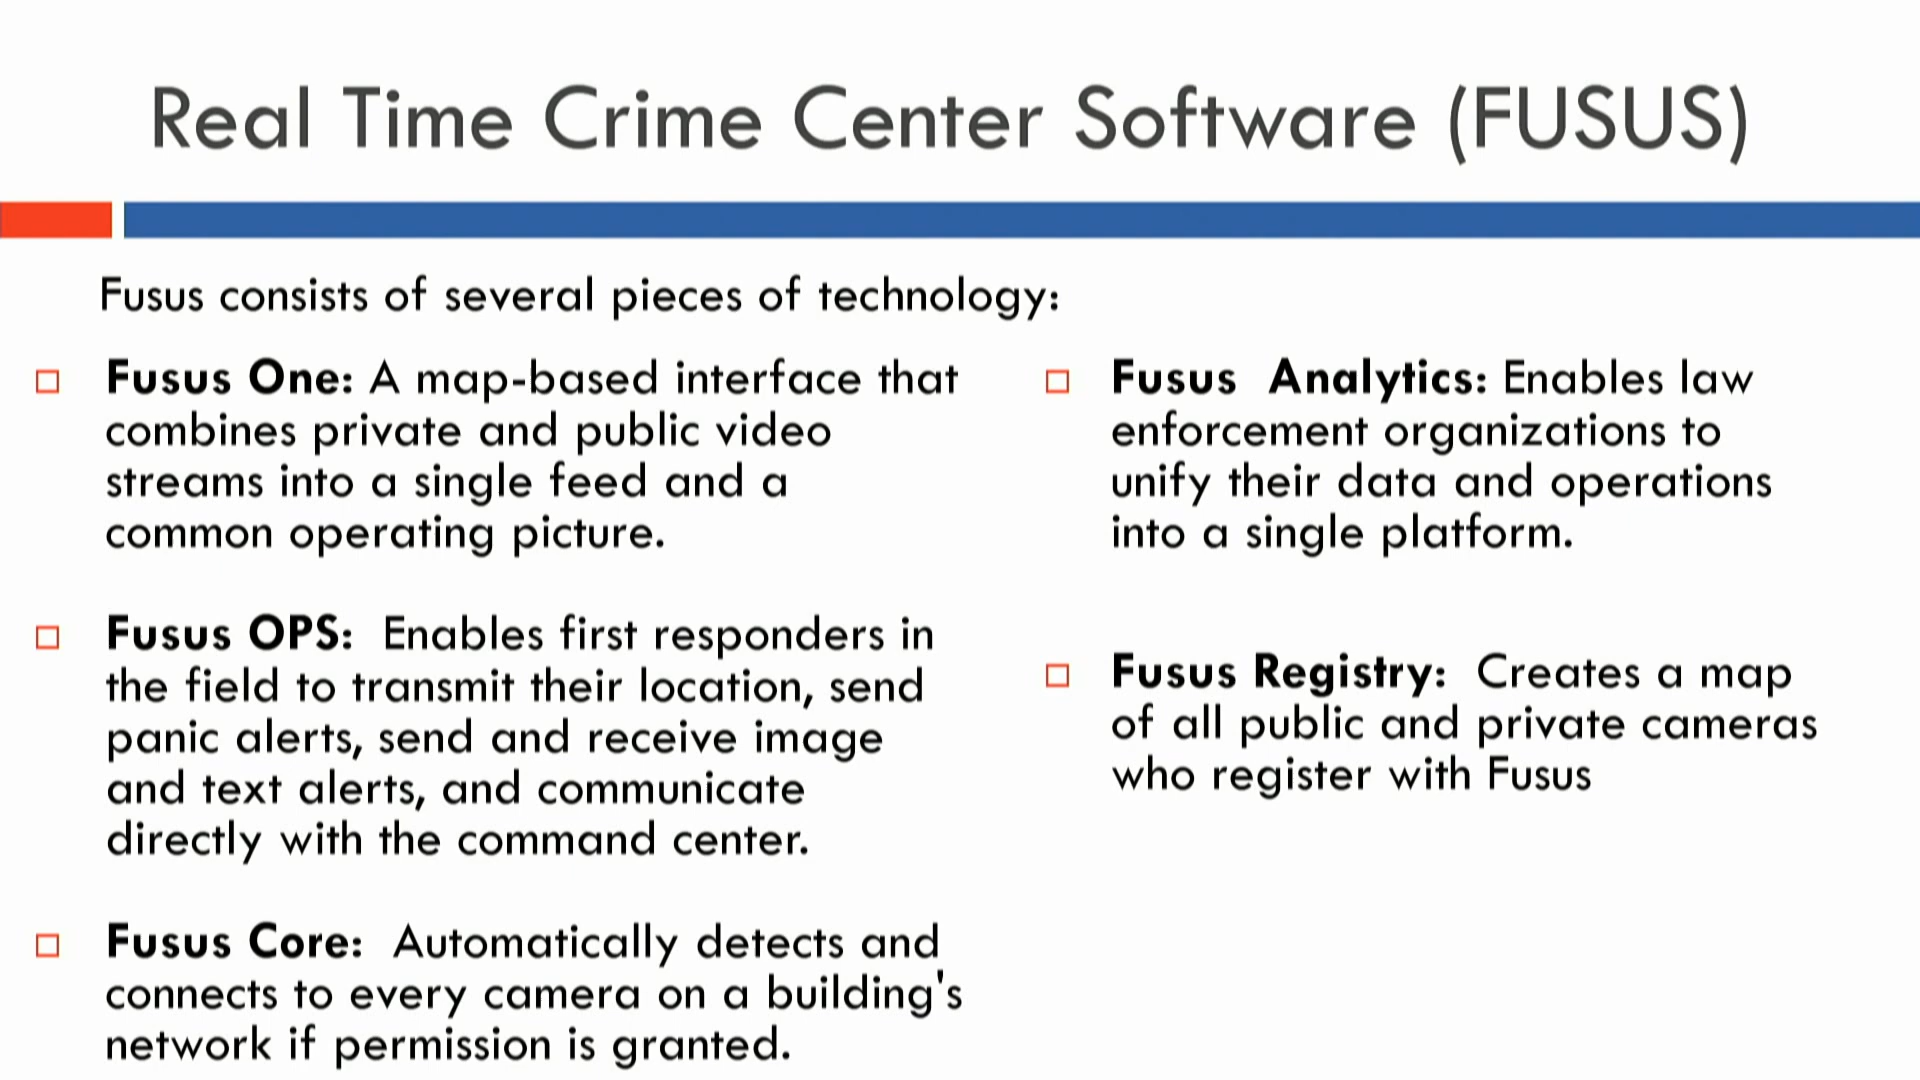 Real Time Crime Center Software (FUSUS)
Fusus consists of several pieces of technology:
Fusus One: A map-based interface that
combines private and public video
streams into a single feed and a
common operating picture.
Fusus OPS:  Enables first responders in
the field to transmit their location, send
panic alerts, send and receive image
and text alerts, and communicate
directly with the command center.
Fusus Core:  Automatically detects and
connects to every camera on a building's
network if permission is granted.
Fusus  Analytics: Enables law
enforcement organizations to
unify their data and operations
into a single platform.
Fusus Registry:  Creates a map
of all public and private cameras
who register with Fusus